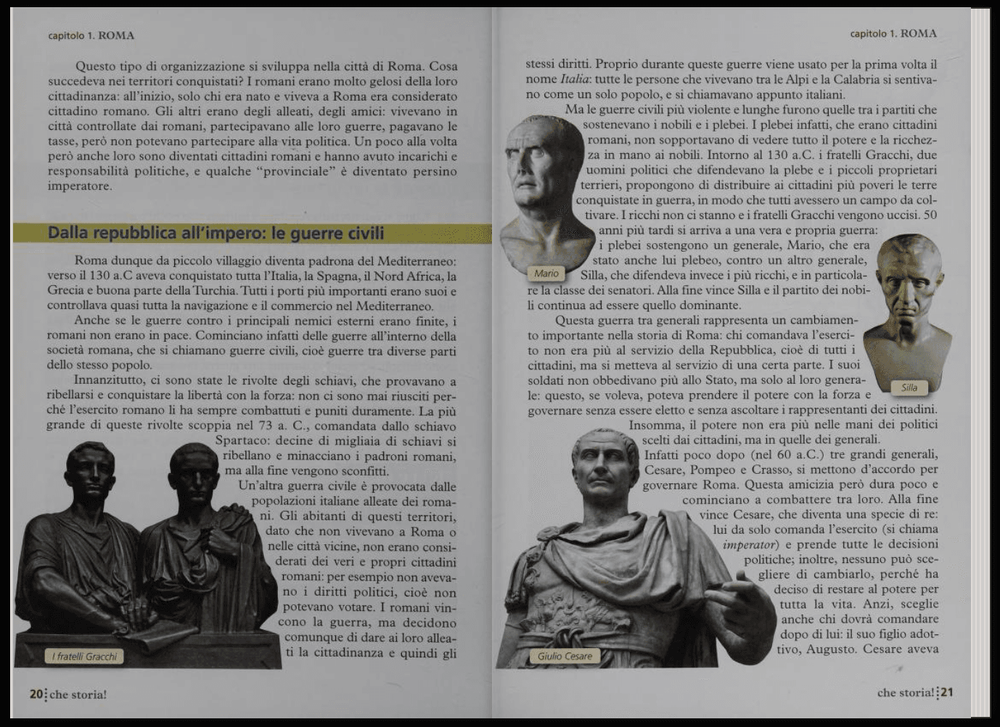 capitolo 1. ROMA
Questo tipo di organizzazione si sviluppa nella città di Roma. Cosa
succedeva nei territori conquistati? I romani erano molto gelosi della loro
cittadinanza: all'inizio, solo chi era nato e viveva a Roma era considerato
cittadino romano. Gli altri erano degli alleati, degli amici: vivevano in
città controllate dai romani, partecipavano alle loro guerre, pagavano le
tasse, però non potevano partecipare alla vita politica. Un poco alla volta
però anche loro sono diventati cittadini romani e hanno avuto incarichi e
responsabilità politiche, e qualche "provinciale" è diventato persino
imperatore.
Dalla repubblica all'impero: le guerre civili
Roma dunque da piccolo villaggio diventa padrona del Mediterraneo:
verso il 130 a.C aveva conquistato tutta l'Italia, la Spagna, il Nord Africa, la
Grecia e buona parte della Turchia. Tutti i porti più importanti erano suoi e
controllava quasi tutta la navigazione e il commercio nel Mediterraneo.
Anche se le guerre contro i principali nemici esterni erano finite, i
romani non erano in pace. Cominciano infatti delle guerre all'interno della
società romana, che si chiamano guerre civili, cioè guerre tra diverse parti
dello stesso popolo.
Innanzitutto, ci sono state le rivolte degli schiavi, che provavano a
ribellarsi e conquistare la libertà con la forza: non ci sono mai riusciti per-
ché l'esercito romano li ha sempre combattuti e puniti duramente. La più
grande di queste rivolte scoppia nel 73 a. C., comandata dallo schiavo
Spartaco: decine di migliaia di schiavi si
ribellano e minacciano i padroni romani,
ma alla fine vengono sconfitti.
Un'altra guerra civile è provocata dalle
popolazioni italiane alleate dei roma-
ni. Gli abitanti di questi territori,
dato che non vivevano a Roma o
nelle città vicine, non erano consi-
derati dei veri e propri cittadini
romani: per esempio non aveva-
no i diritti politici, cioè non
potevano votare. I romani vin-
cono la guerra, ma decidono
comunque di dare ai loro allea-
ti la cittadinanza e quindi gli
I fratelli Gracchi
20 che storia!
capitolo 1. ROMA
stessi diritti. Proprio durante queste guerre viene usato per la prima volta il
nome Italia: tutte le persone che vivevano tra le Alpi e la Calabria si sentiva-
no come un solo popolo, e si chiamavano appunto italiani.
Ma le guerre civili più violente e lunghe furono quelle tra i partiti che
sostenevano i nobili e i plebei. I plebei infatti, che erano cittadini
romani, non sopportavano di vedere tutto il potere e la ricchez-
za in mano ai nobili. Intorno al 130 a.C. i fratelli Gracchi, due
uomini politici che difendevano la plebe e i piccoli proprietari
terrieri, propongono di distribuire ai cittadini più poveri le terre
conquistate in guerra, in modo che tutti avessero un campo da col-
tivare. I ricchi non ci stanno e i fratelli Gracchi vengono uccisi. 50
anni più tardi si arriva a una vera e propria guerra:
i plebei sostengono un generale, Mario, che era
stato anche lui plebeo, contro un altro generale,
Silla, che difendeva invece i più ricchi, e in particola-
re la classe dei senatori. Alla fine vince Silla e il partito dei nobi-
li continua ad essere quello dominante.
Mario
Questa guerra tra generali rappresenta un cambiamen-
to importante nella storia di Roma: chi comandava l'eserci-
to non era più al servizio della Repubblica, cioè di tutti i
cittadini, ma si metteva al servizio di una certa parte. I suoi
soldati non obbedivano più allo Stato, ma solo al loro genera-
le: questo, se voleva, poteva prendere il potere con la forza e
governare senza essere eletto e senza ascoltare i rappresentanti dei cittadini.
Silla
Insomma, il potere non era più nelle mani dei politici
scelti dai cittadini, ma in quelle dei generali.
Infatti poco dopo (nel 60 a.C.) tre grandi generali,
Cesare, Pompeo e Crasso, si mettono d'accordo per
governare Roma. Questa amicizia però dura poco e
cominciano a combattere tra loro. Alla fine
vince Cesare, che diventa una specie di re:
lui da solo comanda l'esercito (si chiama
imperator) e prende tutte le decisioni
politiche; inoltre, nessuno può sce-
gliere di cambiarlo, perché ha
deciso di restare al potere per
tutta la vita. Anzi, sceglie
anche chi dovrà comandare
dopo di lui: il suo figlio adot-
tivo, Augusto. Cesare aveva
Giulio Cesare
che storia! 21